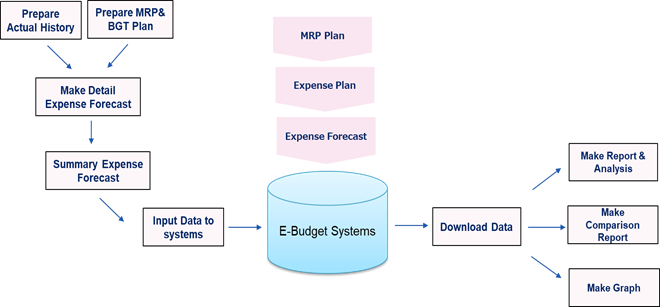 Prepare
Actual History
Prepare MRP&
BGT Plan
Make Detail
Expense Forecast
Summary Expense
Forecast
Input Data to
systems
MRP Plan
Expense Plan
Expense Forecast
E-Budget Systems
Download Data
Make Report &
Analysis
Make
Comparison
Report
Make Graph